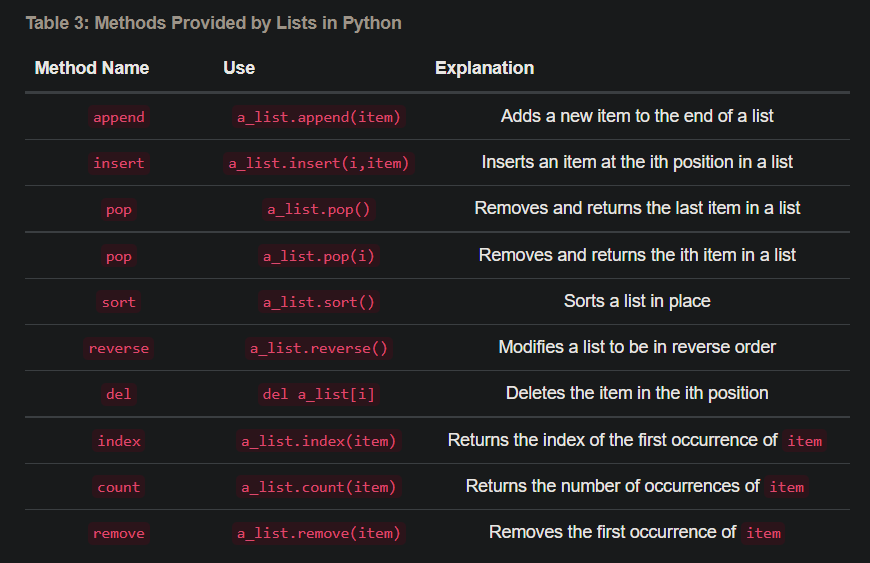 Table 3: Methods Provided by Lists in Python
Method Name Use Explanation
append a_list.append(item) Adds a new item to the end of a list
insert a_list.insert(i,item) Inserts an item at the ith position in a list
pop a_list.pop() Removes and returns the last item in a list
pop a_list.pop(i) Removes and returns the ith item in a list
sort a_list.sort() Sorts a list in place
reverse a_list.reverse() Modifies a list to be in reverse order
del del a_list[i] Deletes the item in the ith position
index a_list.index(item) Returns the index of the first occurrence of item
count a_list.count(item) Returns the number of occurrences of item
remove a_list.remove(item) Removes the first occurrence of item